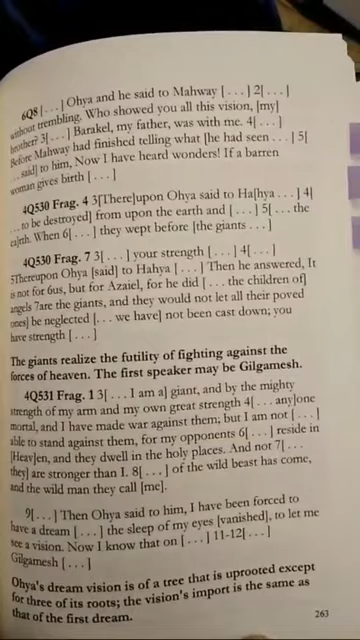 6Q8 [. . .] Ohya and he said to Mahway [. . .] 2[. . .]
without trembling. Who showed you all this vision, [my]
brother? 3[. . .] Barakel, my father, was with me. 4[. . .]
Before Mahway had finished telling what [he had seen . . .] 5[
. . . said] to him, Now I have heard wonders! If a barren
woman gives birth [. . .]
4Q530 Frag. 4 3[There]upon Ohya said to Ha[hya . . .] 4[
. . . to be destroyed] from upon the earth and [. . .] 5[. . . the
ea]rth. When 6[. . .] they wept before [the giants . . .]
4Q530 Frag. 7 3[. . .] your strength [. . .] 4[. . .]
5Thereupon Ohya [said] to Hahya [. . .] Then he answered, It
is not for 6us, but for Azaiel, for he did [. . . the children of]
angels 7are the giants, and they would not let all their poved
ones] be neglected [. . . we have] not been cast down; you
have strength [. . .]
The giants realize the futility of fighting against the
forces of heaven. The first speaker may be Gilgamesh.
4Q531 Frag. 1 3[. . . I am a] giant, and by the mighty
strength of my arm and my own great strength 4[. . . any]one
mortal, and I have made war against them; but I am not [. . .]
able to stand against them, for my opponents 6[. . .] reside in
[Heav]en, and they dwell in the holy places. And not 7[. . .
they] are stronger than I. 8[. . .] of the wild beast has come,
and the wild man they call [me].
9[. . .] Then Ohya said to him, I have been forced to
have a dream [. . .] the sleep of my eyes [vanished], to let me
see a vision. Now I know that on [. . .] 11-12[. . .]
Gilgamesh [. . .]
Ohya's dream vision is of a tree that is uprooted except
for three of its roots; the vision's import is the same as
that of the first dream.
263